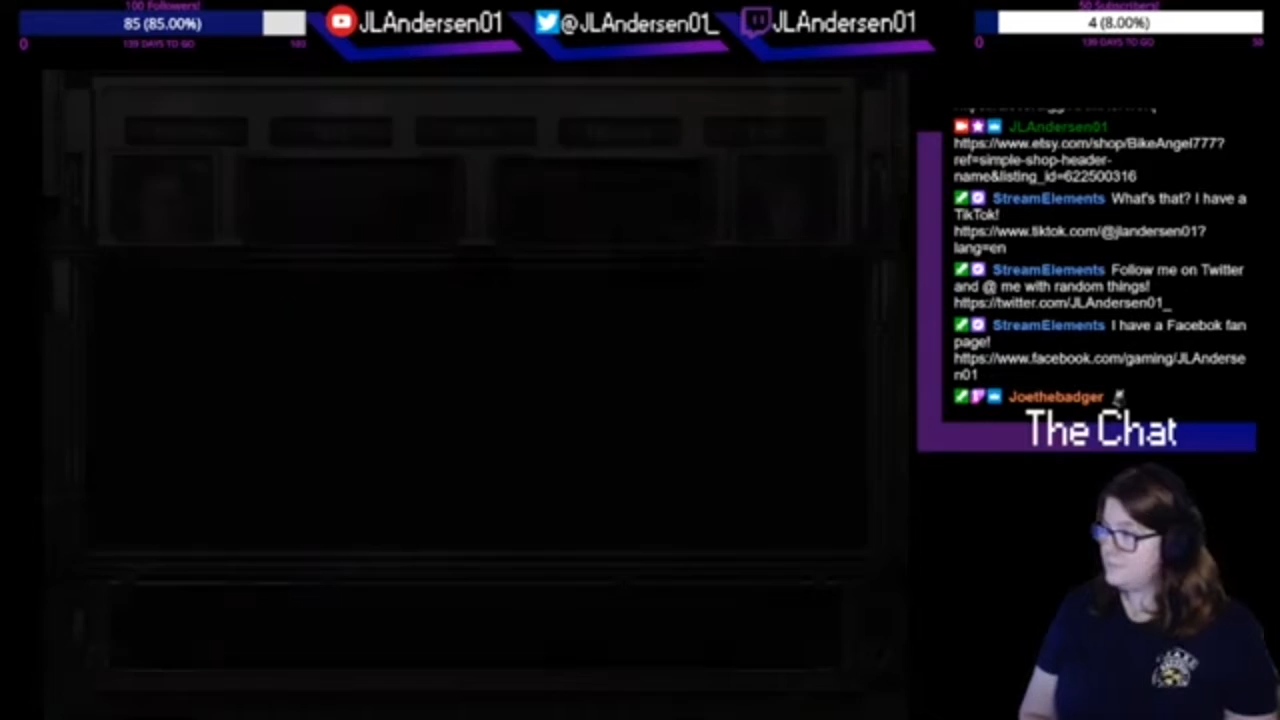 100 Followers!
85 (85.00%)
0
139 DAYS TO GO
100
JLAndersen01
@JLAndersen01_
JLAndersen01
50 Subscribers!
4 (8.00%)
0
139 DAYS TO GO
50
JLAndersen01
https://www.etsy.com/shop/BikeAngel777?
ref=simple-shop-header-
name&listing_id=622500316
StreamElements What's that? I have a
TikTok!
https://www.tiktok.com/@jlandersen01?
lang=en
StreamElements Follow me on Twitter
and @ me with random things!
https://twitter.com/JLAndersen01_
StreamElements I have a Facebok fan
page!
https://www.facebook.com/gaming/JLAnderse
n01
Joethebadger
The Chat